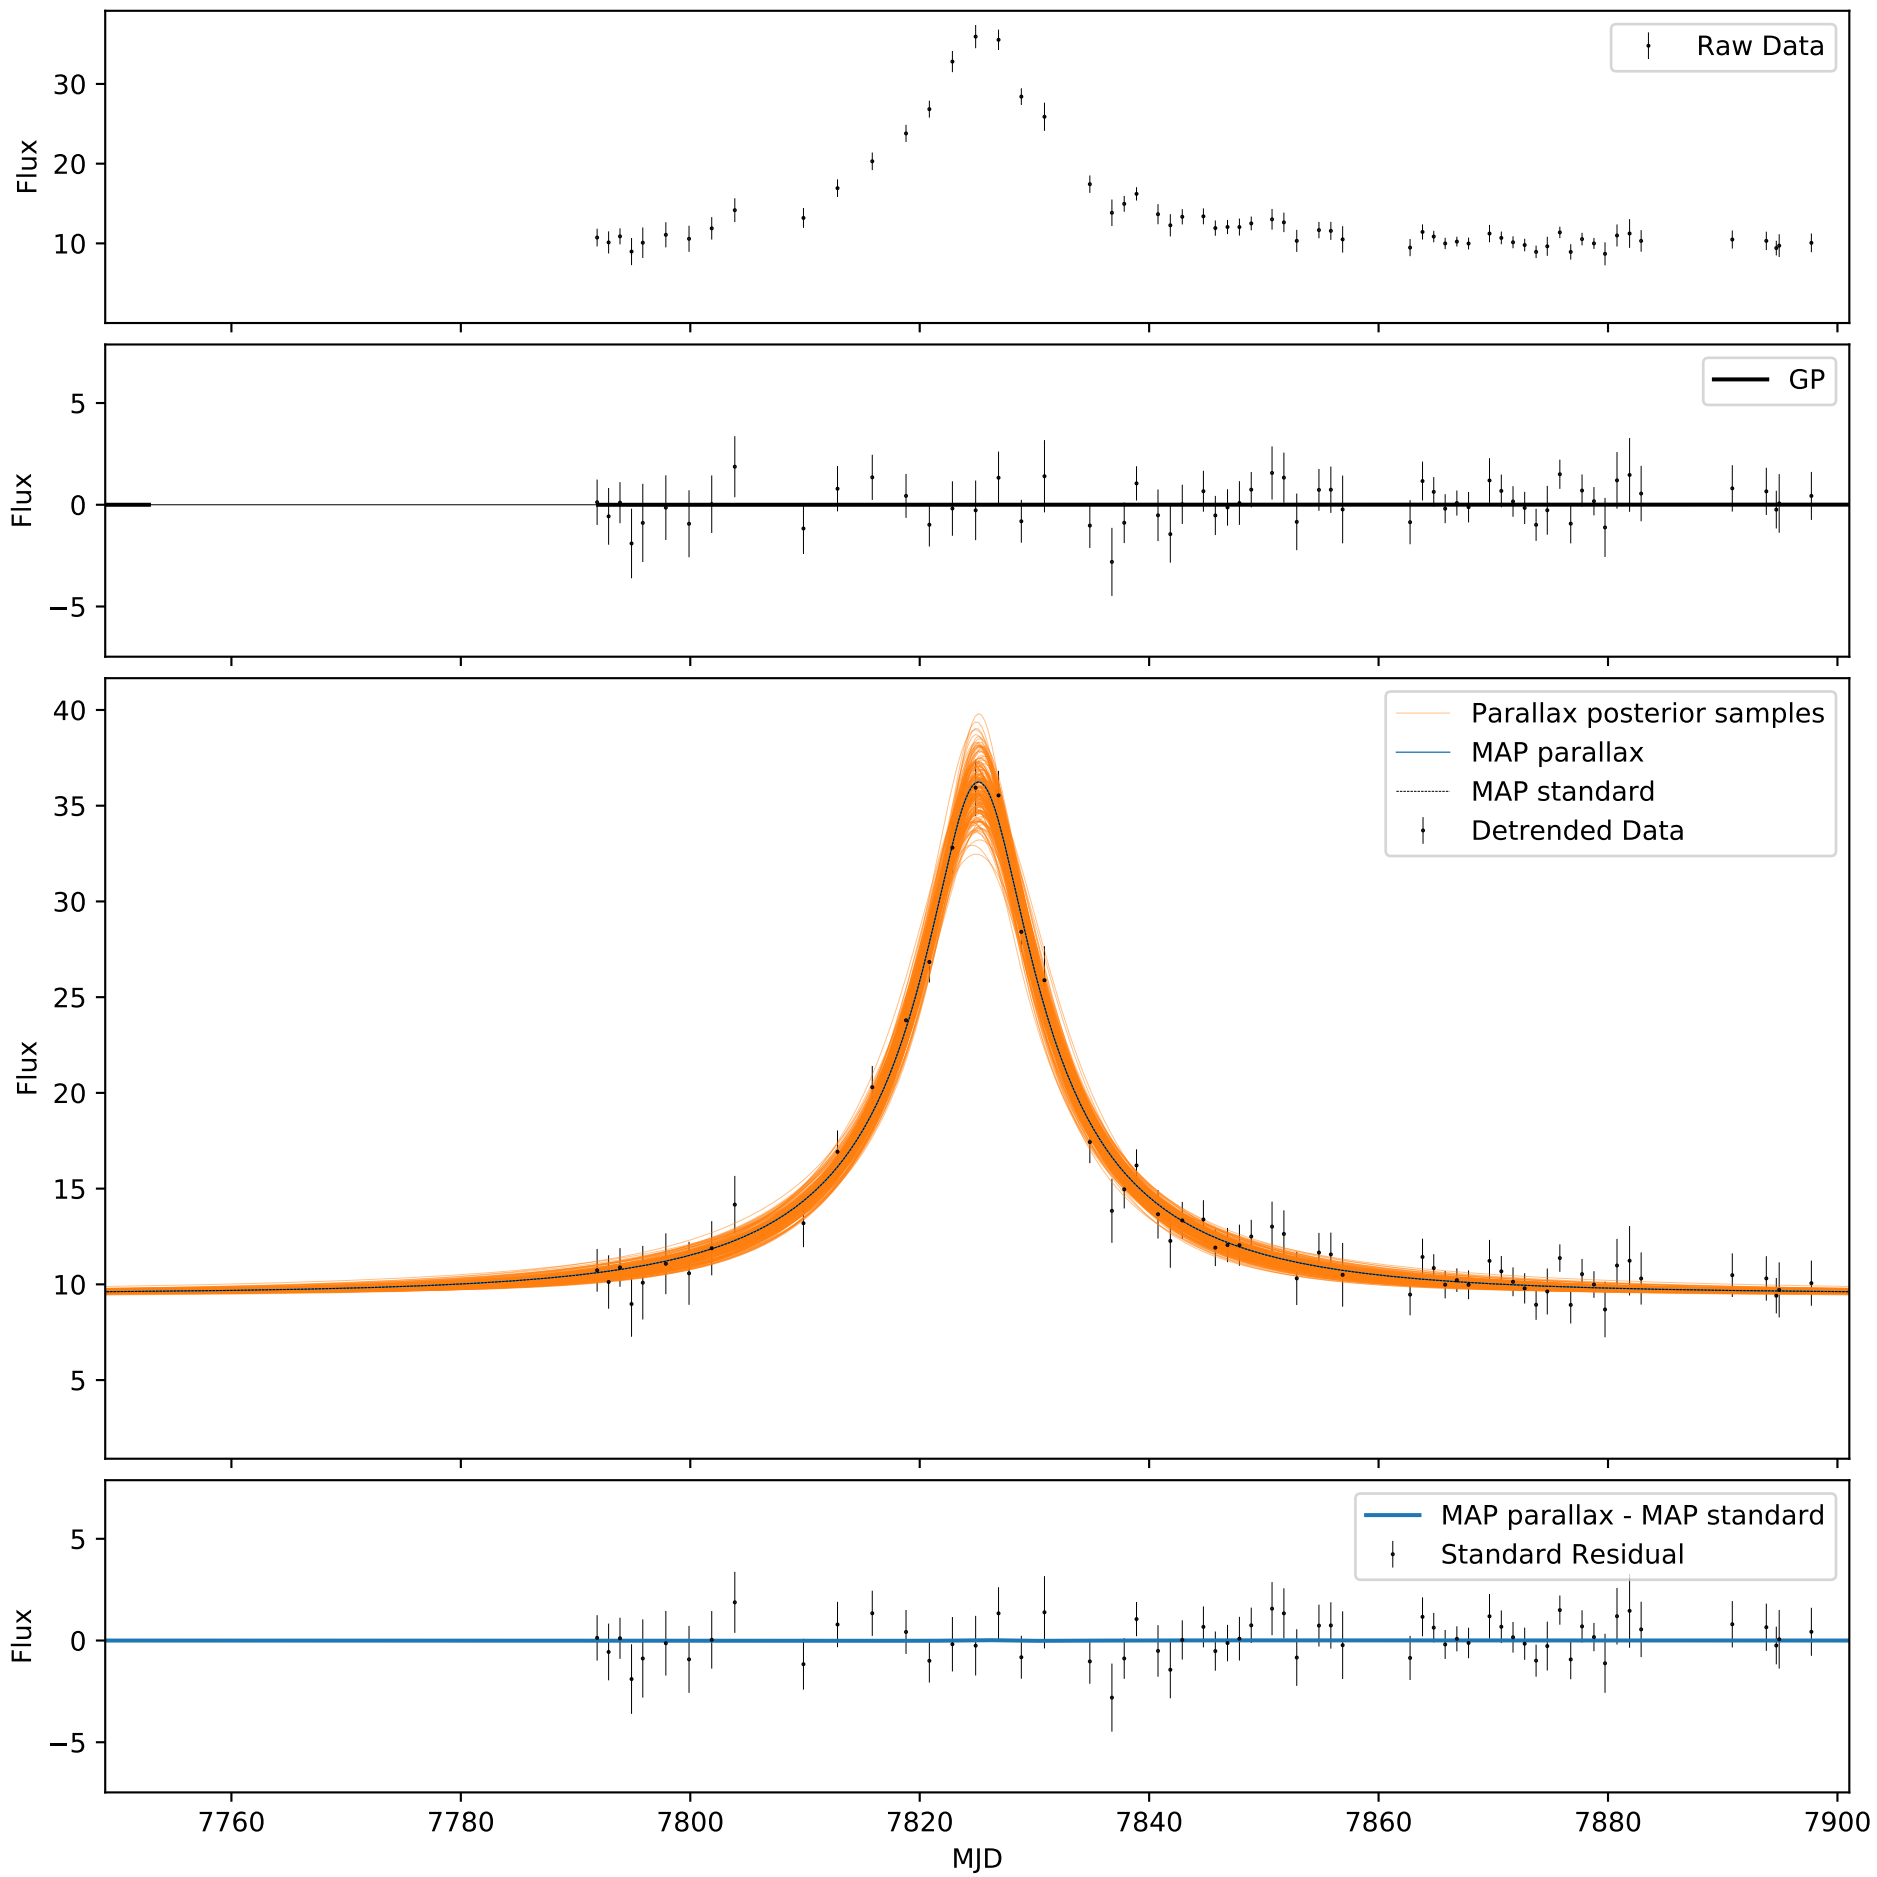 30
20
10
Flux
Raw Data
5
0
−5
Flux
GP
40
35
30
25
20
15
10
5
Flux
Parallax posterior samples
MAP parallax
MAP standard
Detrended Data
5
0
−5
Flux
MAP parallax - MAP standard
Standard Residual
7760 7780 7800 7820 7840 7860 7880 7900
MJD